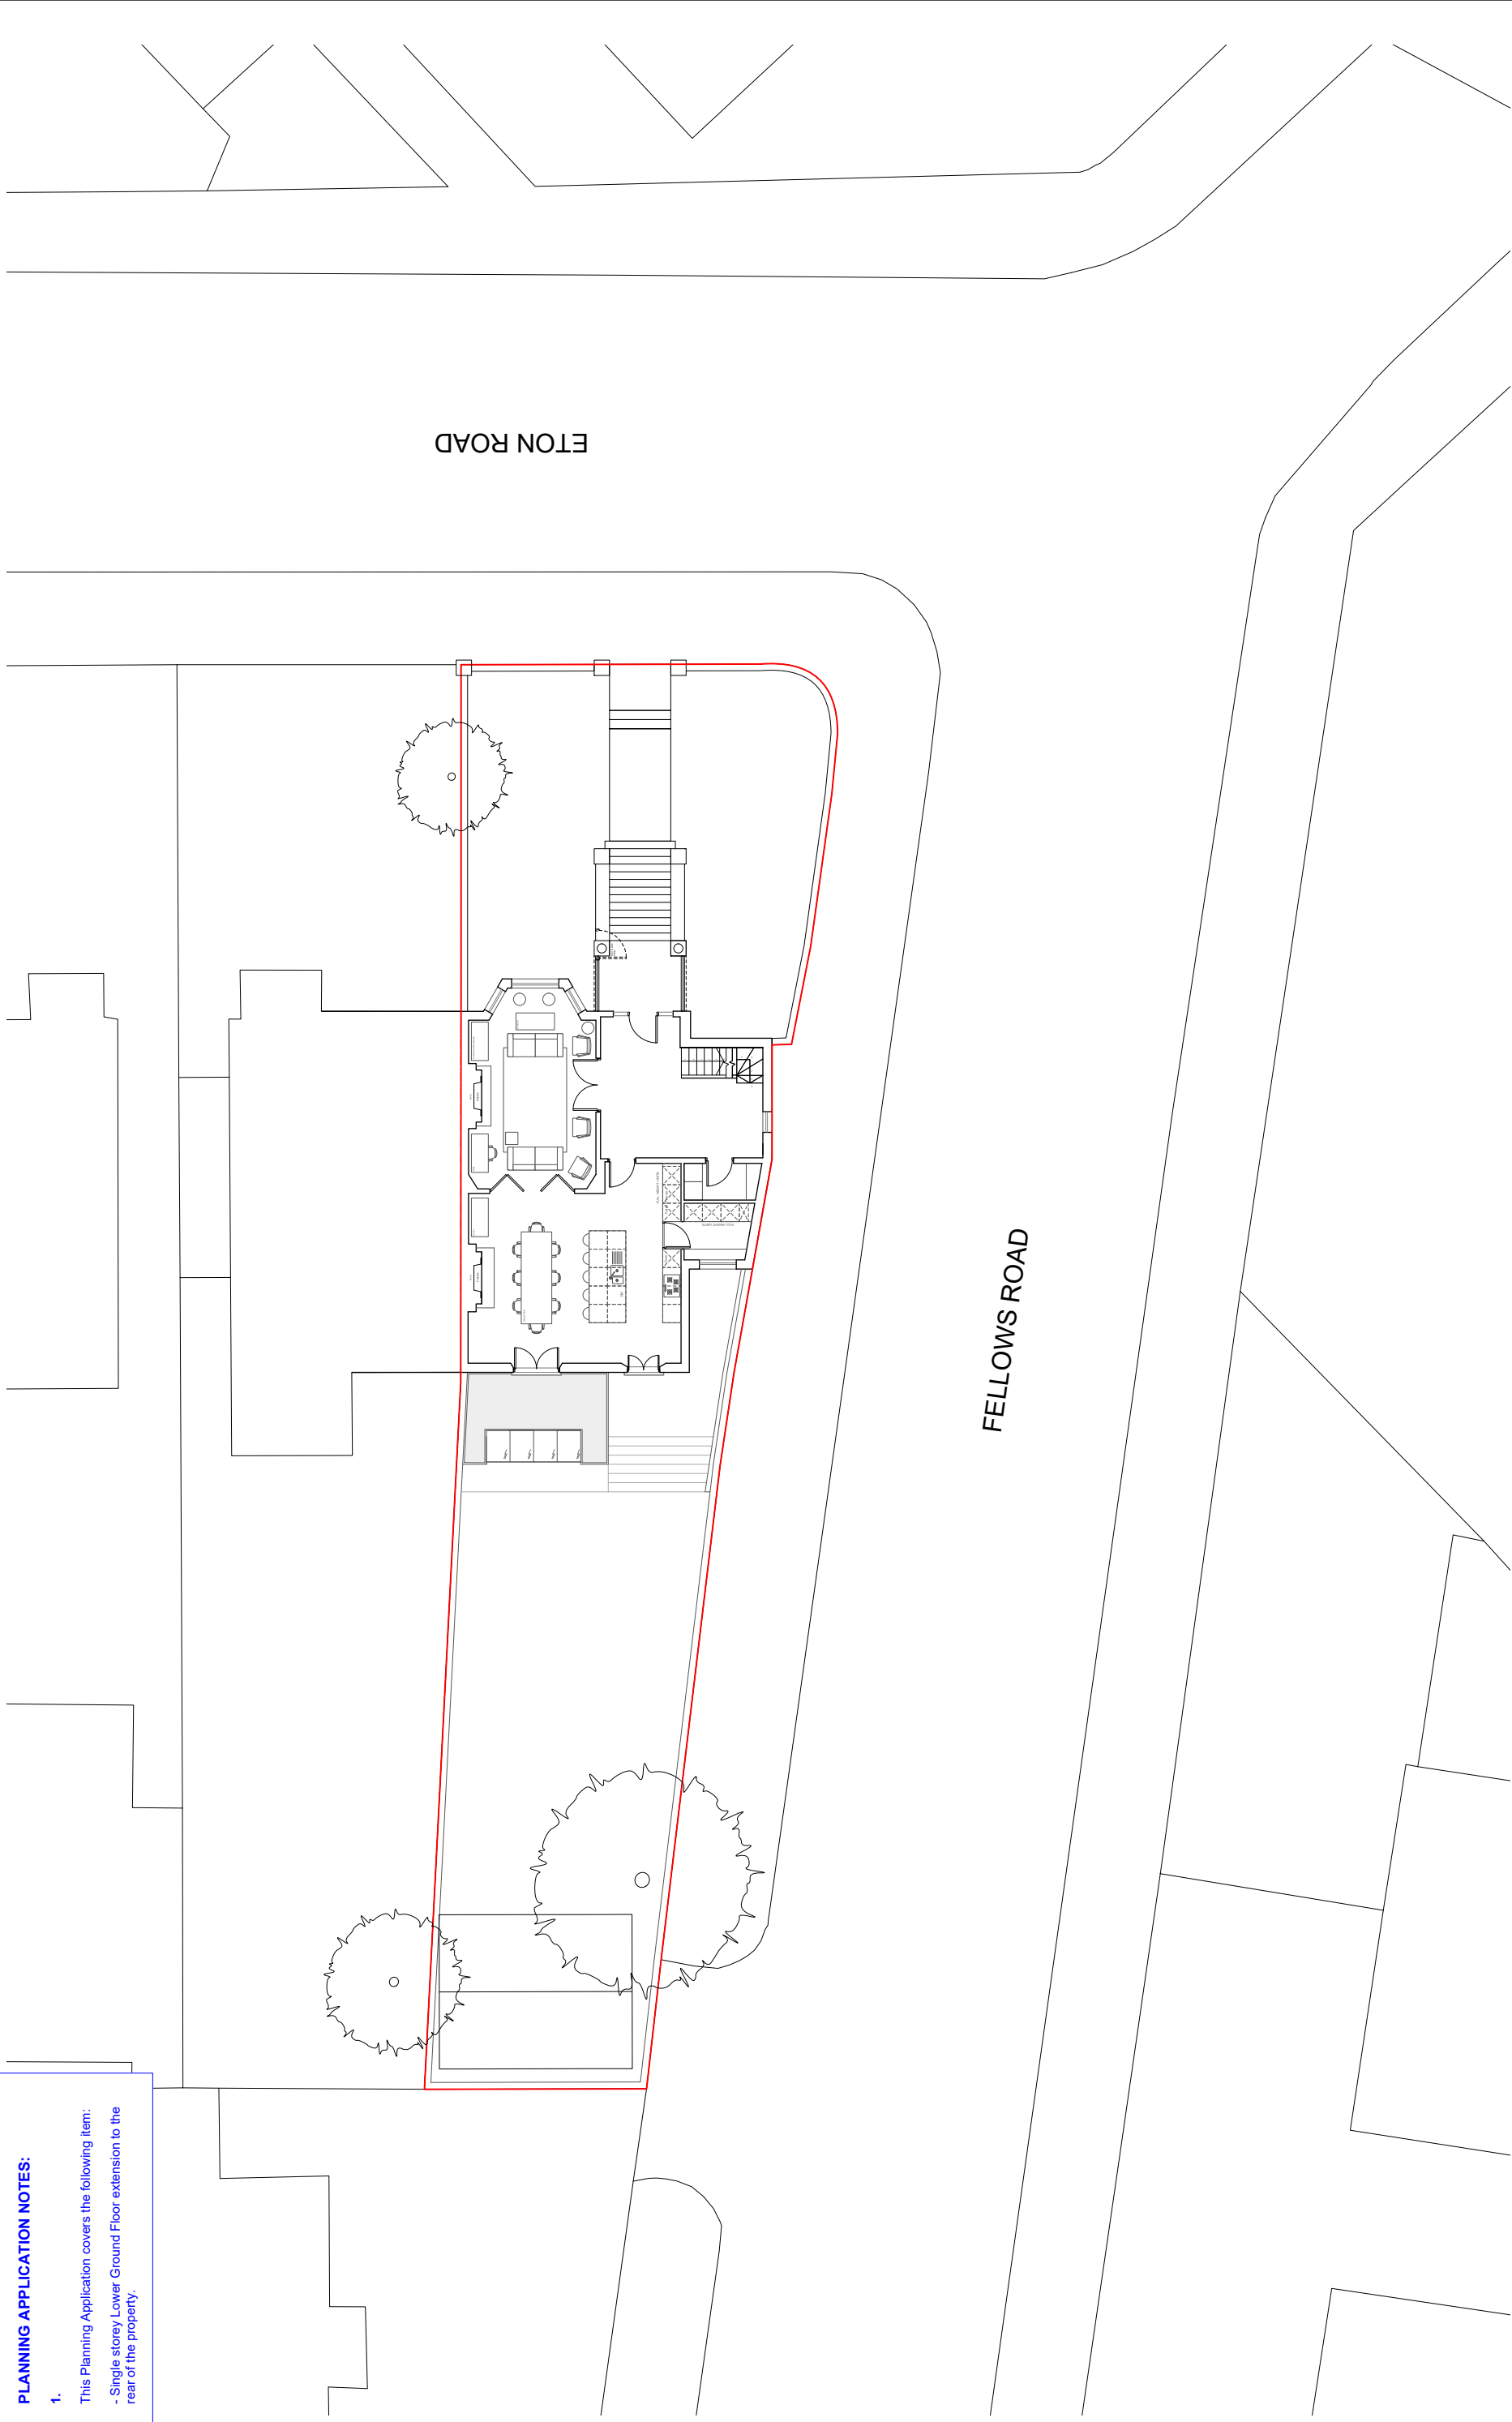 ETON ROAD
FELLOWS ROAD
PLANNING APPLICATION NOTES:
1.
This Planning Application covers the following item:
- Single storey Lower Ground Floor extension to the
rear of the property.